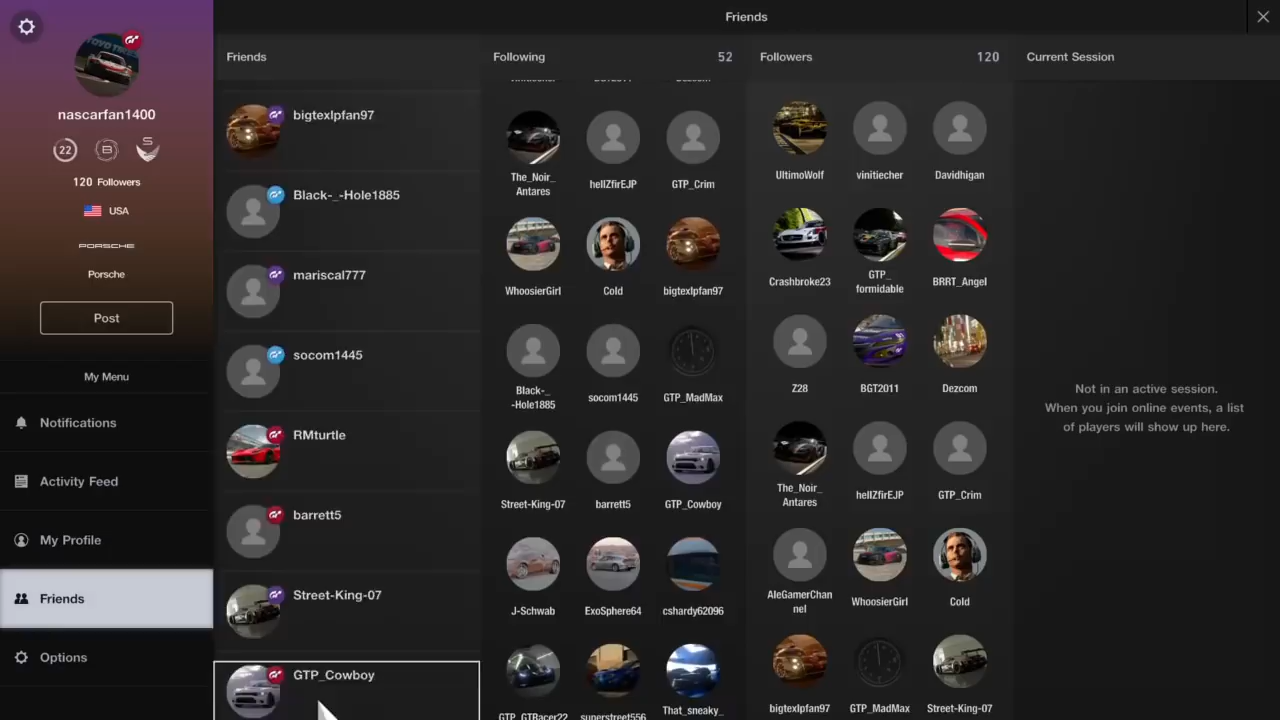 Friends
nascarfan1400
22
B
S
120 Followers
USA
PORSCHE
Porsche
Post
My Menu
Notifications
Activity Feed
My Profile
Friends
Options
Friends
bigtexlpfan97
Black-_-Hole1885
mariscal777
socom1445
RMturtle
barrett5
Street-King-07
GTP_Cowboy
Following 52
The_Noir_
Antares
hellZfirEJP
GTP_Crim
WhoosierGirl
Cold
bigtexlpfan97
Black-_
-Hole1885
socom1445
GTP_MadMax
Street-King-07
barrett5
GTP_Cowboy
J-Schwab
ExoSphere64
cshardy62096
GTP_GTRacer22
superstreet556
That_sneaky_
Followers 120
UltimoWolf
vinitiecher
Davidhigan
Crashbroke23
GTP_
formidable
BRRT_Angel
Z28
BGT2011
Dezcom
The_Noir_
Antares
hellZfirEJP
GTP_Crim
AleGamerChan
nel
WhoosierGirl
Cold
bigtexlpfan97
GTP_MadMax
Street-King-07
Current Session
Not in an active session.
When you join online events, a list
of players will show up here.